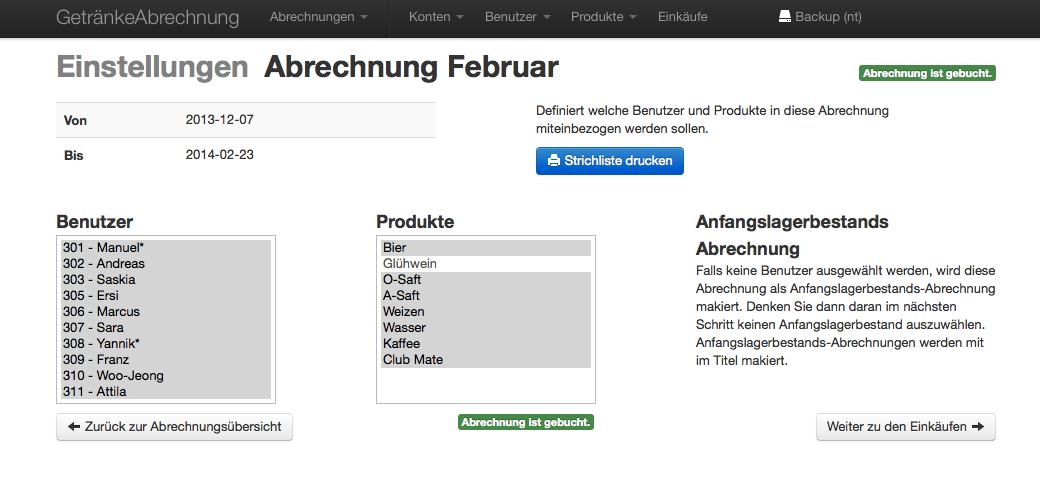 GetränkeAbrechnung Abrechnungen Konten Benutzer Produkte Einkäufe Backup (nt)
Einstellungen Abrechnung Februar
Abrechnung ist gebucht.
Von 2013-12-07
Bis 2014-02-23
Definiert welche Benutzer und Produkte in diese Abrechnung
miteinbezogen werden sollen.
Strichliste drucken
Benutzer
301 - Manuel*
302 - Andreas
303 - Saskia
305 - Ersi
306 - Marcus
307 - Sara
308 - Yannik*
309 - Franz
310 - Woo-Jeong
311 - Attila
Produkte
Bier
Glühwein
O-Saft
A-Saft
Weizen
Wasser
Kaffee
Club Mate
Anfangslagerbestands
Abrechnung
Falls keine Benutzer ausgewählt werden, wird diese
Abrechnung als Anfangslagerbestands-Abrechnung
makiert. Denken Sie dann daran im nächsten
Schritt keinen Anfangslagerbestand auszuwählen.
Anfangslagerbestands-Abrechnungen werden mit
im Titel makiert.
Zurück zur Abrechnungsübersicht
Abrechnung ist gebucht.
Weiter zu den Einkäufen